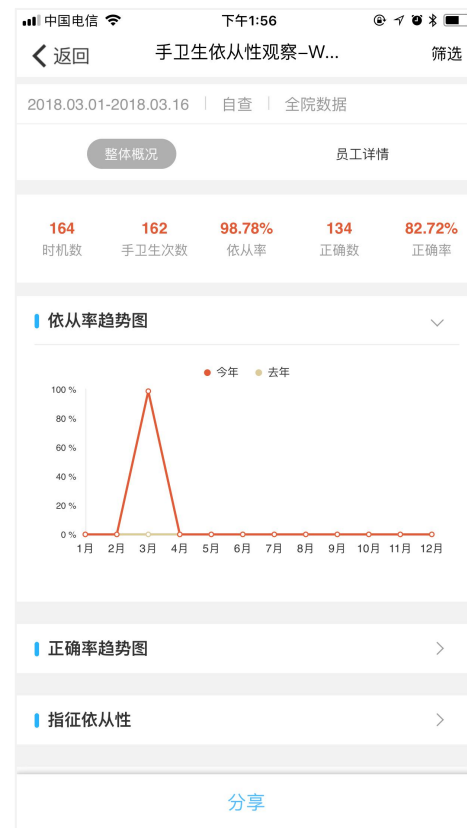 中国电信 下午1:56
返回 手卫生依从性观察–W... 筛选
2018.03.01-2018.03.16 自查 全院数据
整体概况 员工详情
164 162 98.78% 134 82.72%
时机数 手卫生次数 依从率 正确数 正确率
依从率趋势图
今年 去年
100 %
80 %
60 %
40 %
20 %
0 %
1月 2月 3月 4月 5月 6月 7月 8月 9月 10月 11月 12月
正确率趋势图
指征依从性
分享